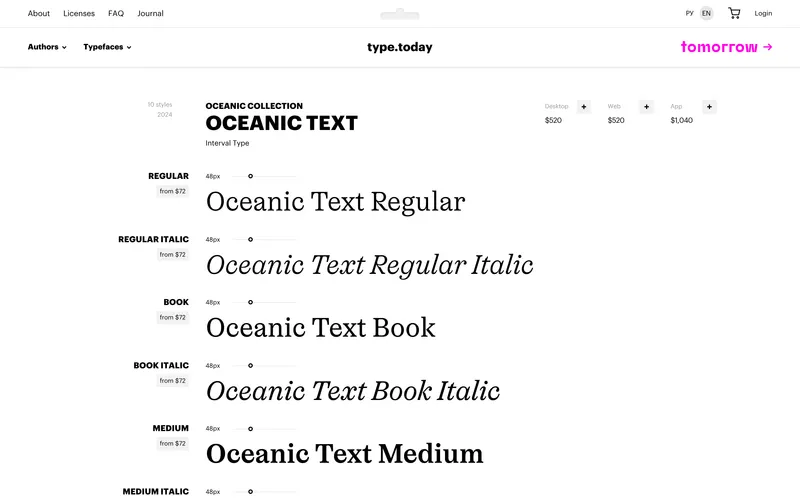 About Licenses FAQ Journal
РУ EN Login
Authors Typefaces
type.today
tomorrow →
10 styles
2024
OCEANIC COLLECTION
OCEANIC TEXT
Interval Type
Desktop +
$520
Web +
$520
App +
$1,040
REGULAR
from $72
48px
Oceanic Text Regular
REGULAR ITALIC
from $72
48px
Oceanic Text Regular Italic
BOOK
from $72
48px
Oceanic Text Book
BOOK ITALIC
from $72
48px
Oceanic Text Book Italic
MEDIUM
from $72
48px
Oceanic Text Medium
MEDIUM ITALIC
48px